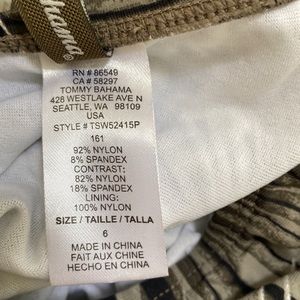 hama®
RN # 86549
CA # 58297
TOMMY BAHAMA
428 WESTLAKE AVE N
SEATTLE, WA 98109
USA
STYLE # TSW52415P
161
92% NYLON
8% SPANDEX
CONTRAST:
82% NYLON
18% SPANDEX
LINING:
100% NYLON
SIZE / TAILLE / TALLA
6
MADE IN CHINA
FAIT AUX CHINE
HECHO EN CHINA